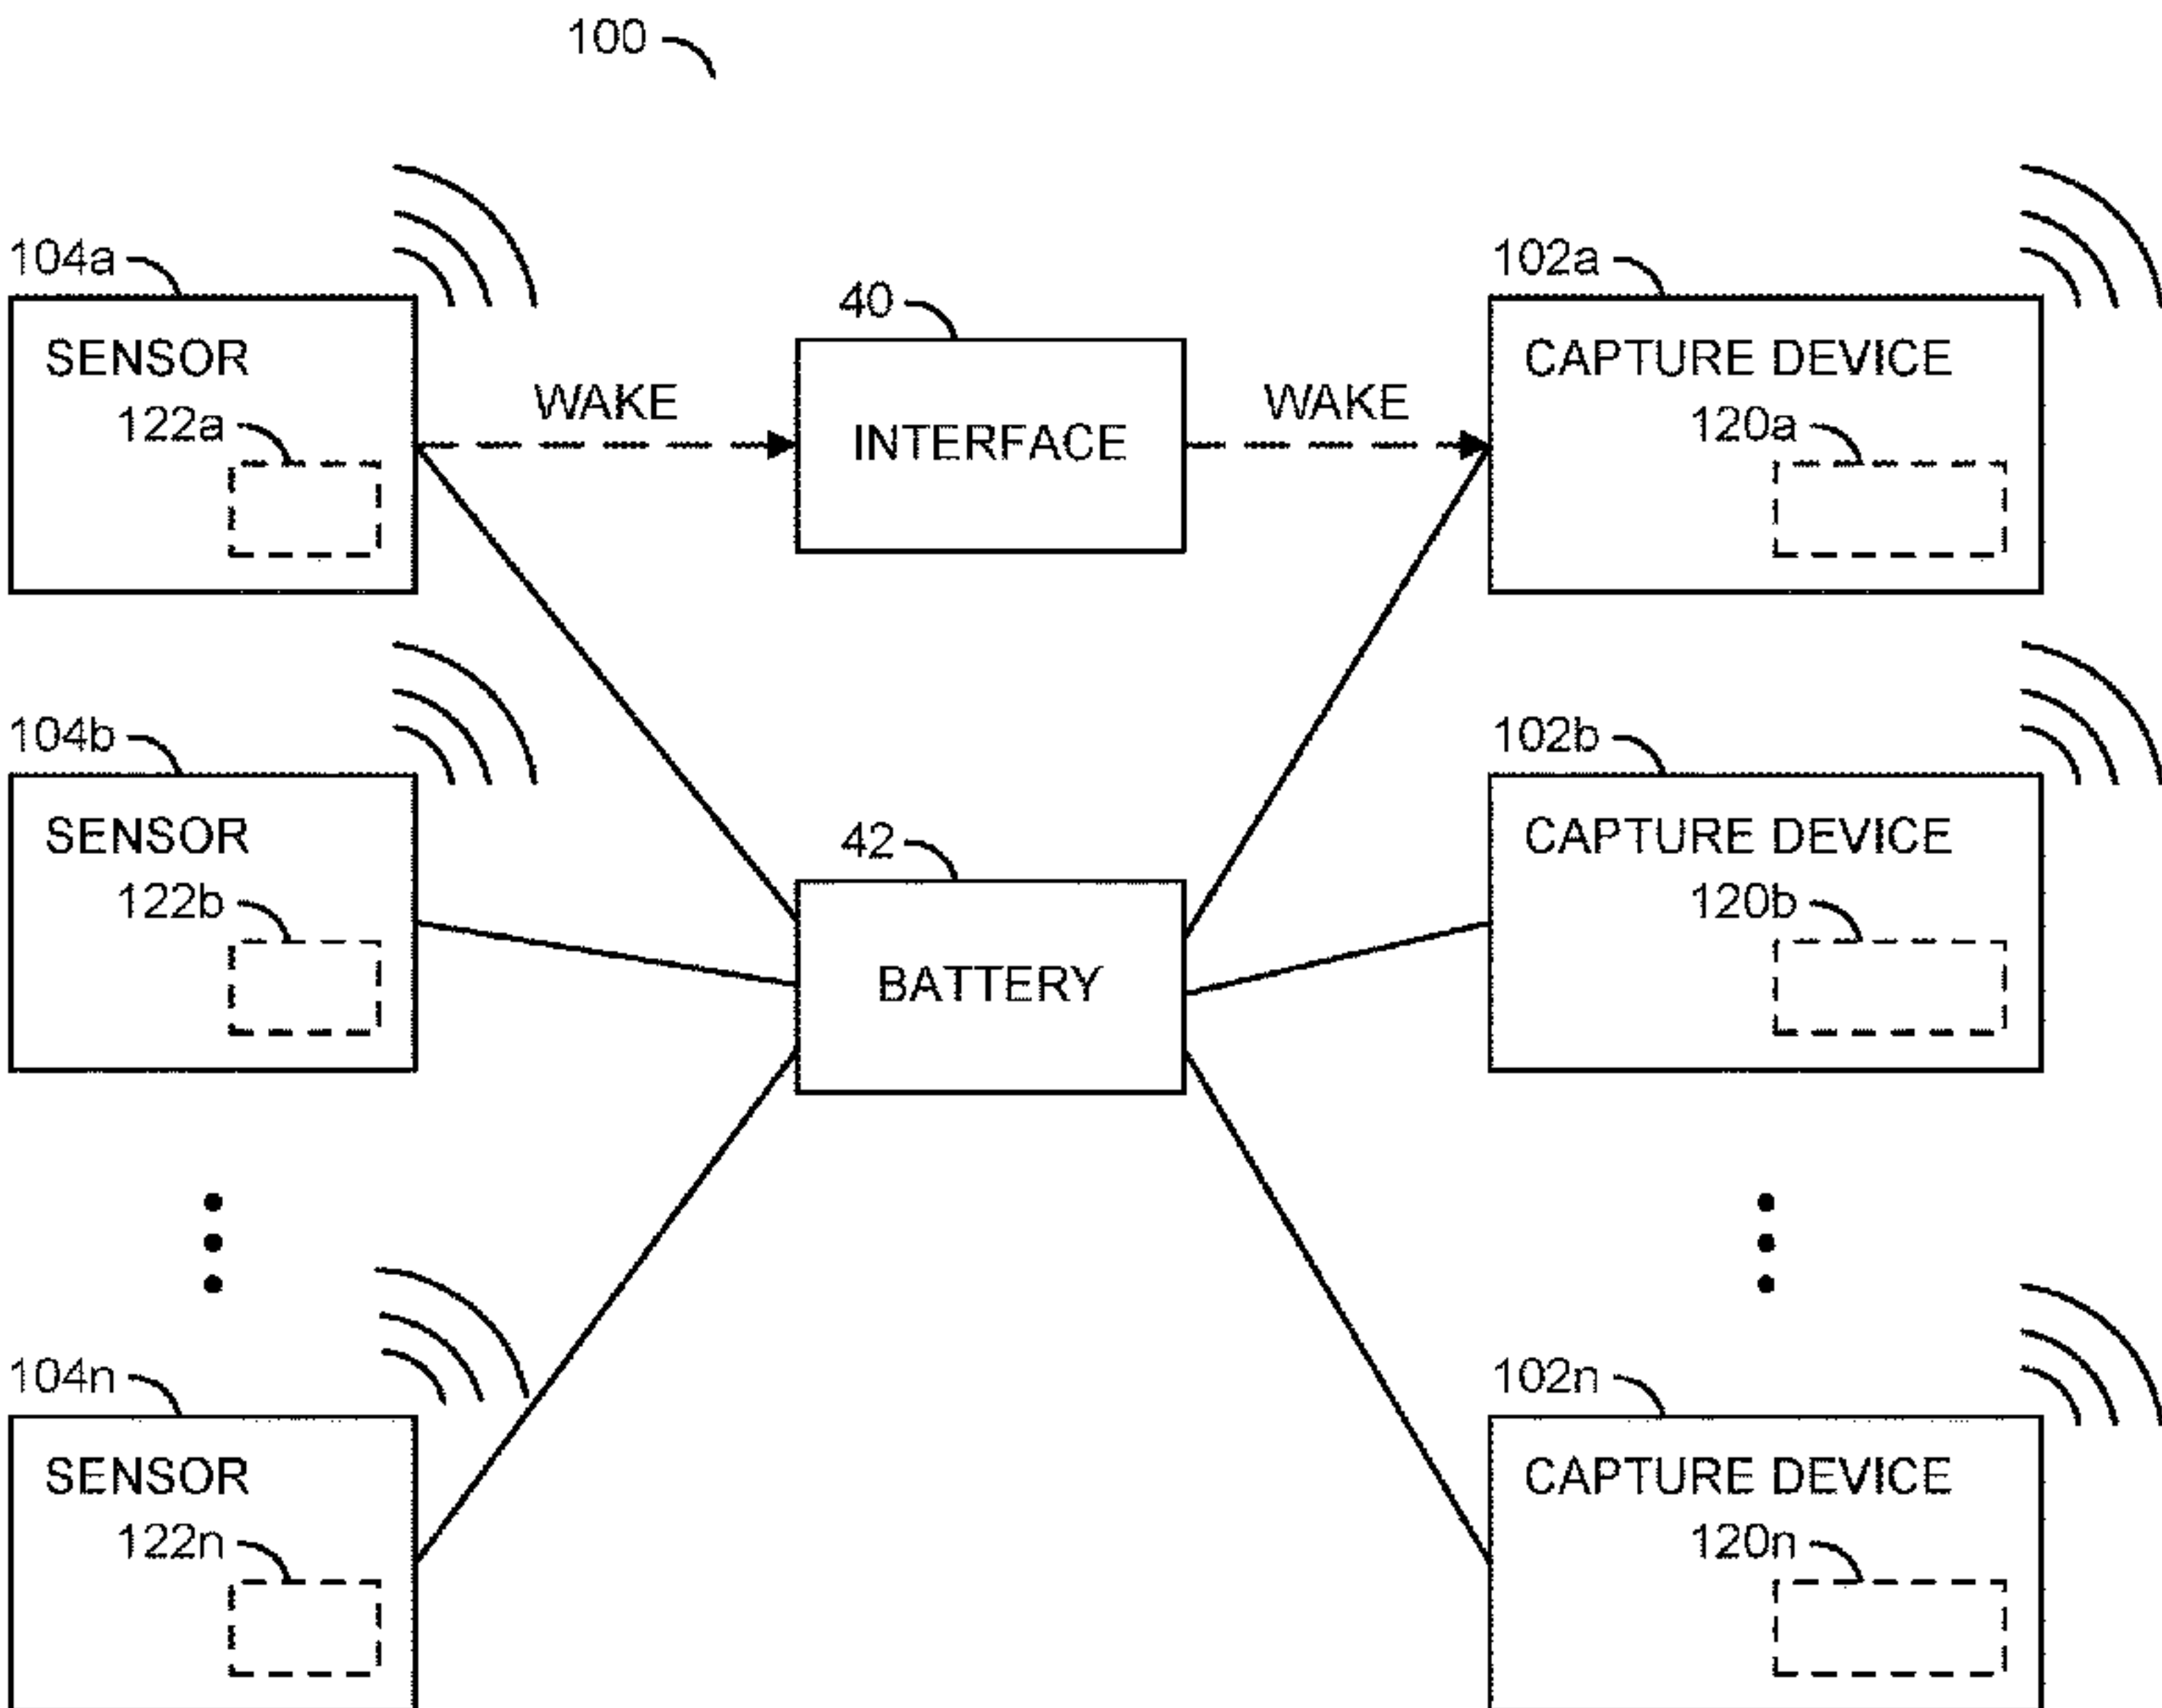 100
104a
SENSOR
122a
WAKE
40
INTERFACE
WAKE
102a
CAPTURE DEVICE
120a
104b
SENSOR
122b
42
BATTERY
102b
CAPTURE DEVICE
120b
104n
SENSOR
122n
102n
CAPTURE DEVICE
120n